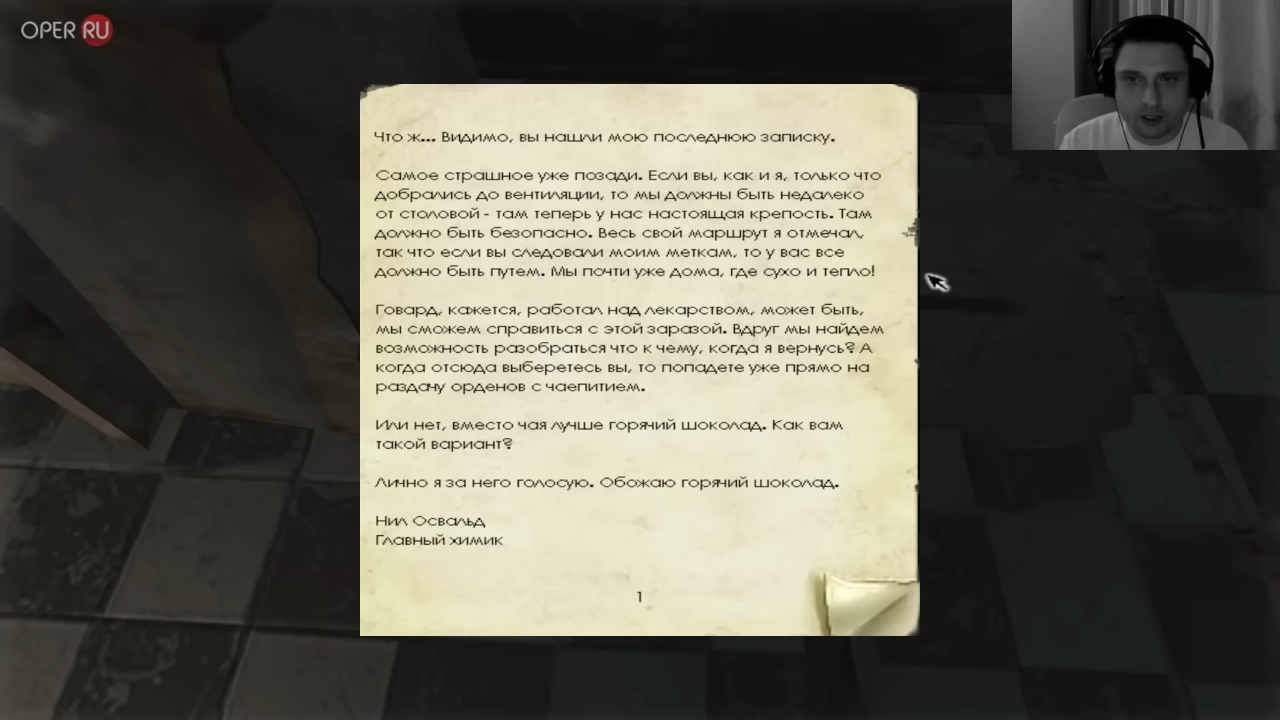 OPER RU
Что ж... Видимо, вы нашли мою последнюю записку.
Самое страшное уже позади. Если вы, как и я, только что
добрались до вентиляции, то мы должны быть недалеко
от столовой - там теперь у нас настоящая крепость. Там
должно быть безопасно. Весь свой маршрут я отмечал,
так что если вы следовали моим меткам, то у вас все
должно быть путем. Мы почти уже дома, где сухо и тепло!
Говард, кажется, работал над лекарством, может быть,
мы сможем справиться с этой заразой. Вдруг мы найдем
возможность разобраться что к чему, когда я вернусь? А
когда отсюда выберетесь вы, то попадете уже прямо на
раздачу орденов с чаепитием.
Или нет, вместо чая лучше горячий шоколад. Как вам
такой вариант?
Лично я за него голосую. Обожаю горячий шоколад.
Нил Освальд
Главный химик
1